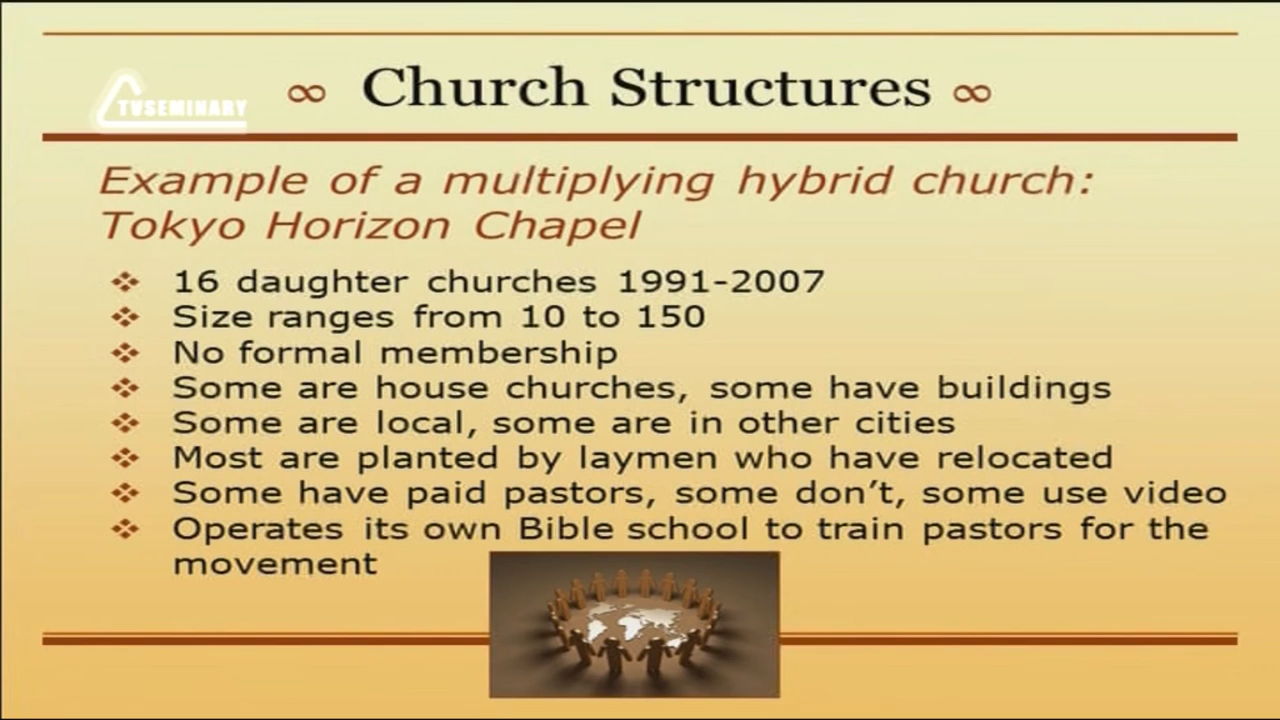 TVSEMINARY
∞ Church Structures ∞
Example of a multiplying hybrid church:
Tokyo Horizon Chapel
❖ 16 daughter churches 1991-2007
❖ Size ranges from 10 to 150
❖ No formal membership
❖ Some are house churches, some have buildings
❖ Some are local, some are in other cities
❖ Most are planted by laymen who have relocated
❖ Some have paid pastors, some don’t, some use video
❖ Operates its own Bible school to train pastors for the
movement